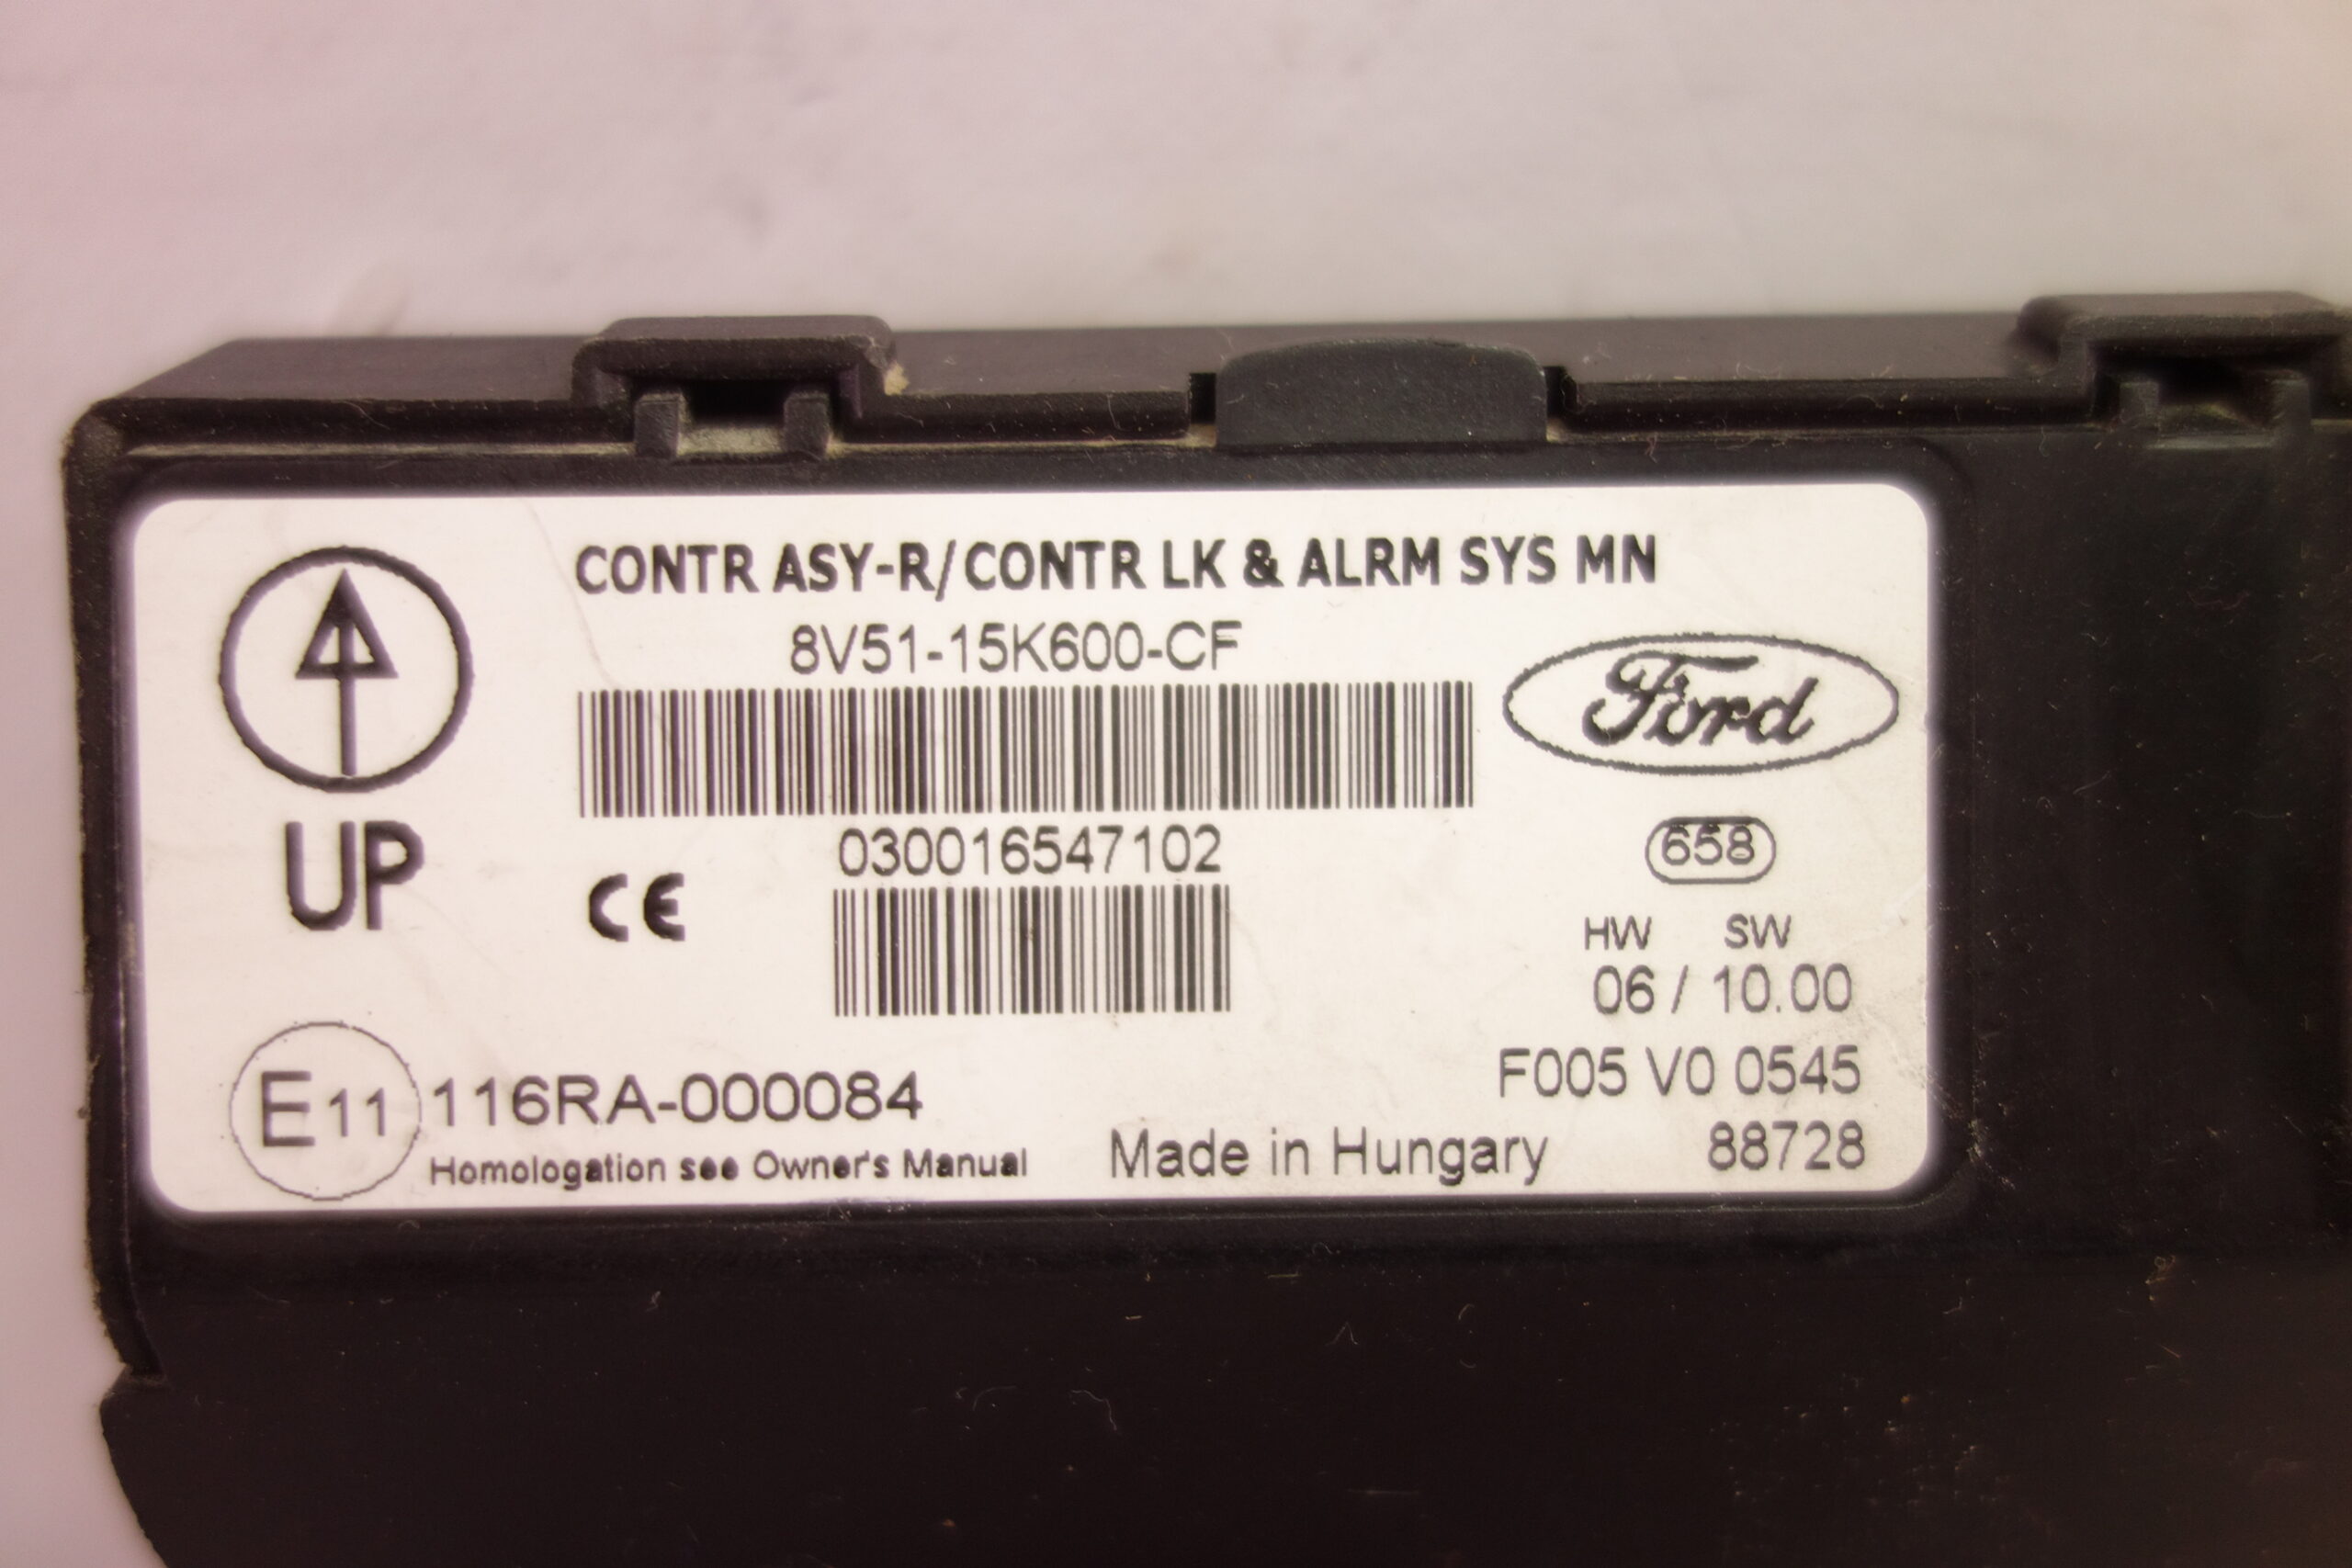 CONTR ASY-R/CONTR LK & ALRM SYS MN
8V51-15K600-CF
Ford
UP
030016547102
CE
658
HW SW
06 / 10.00
E11 116RA-000084
F005 V0 0545
Homologation see Owner's Manual
Made in Hungary
88728